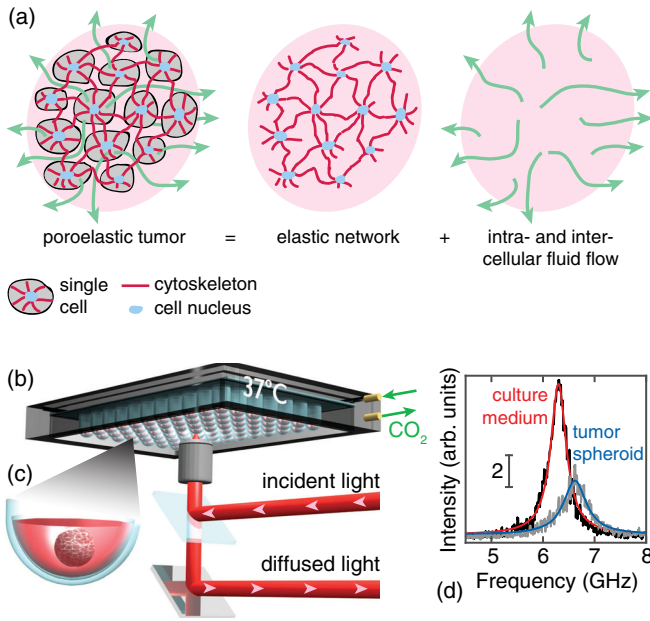 (a)
poroelastic tumor = elastic network + intra- and inter-
cellular fluid flow
single
cell
cytoskeleton
cell nucleus
(b)
37°C
CO2
(c)
incident light
diffused light
Intensity (arb. units)
culture
medium
tumor
spheroid
2
5 6 7 8
(d) Frequency (GHz)